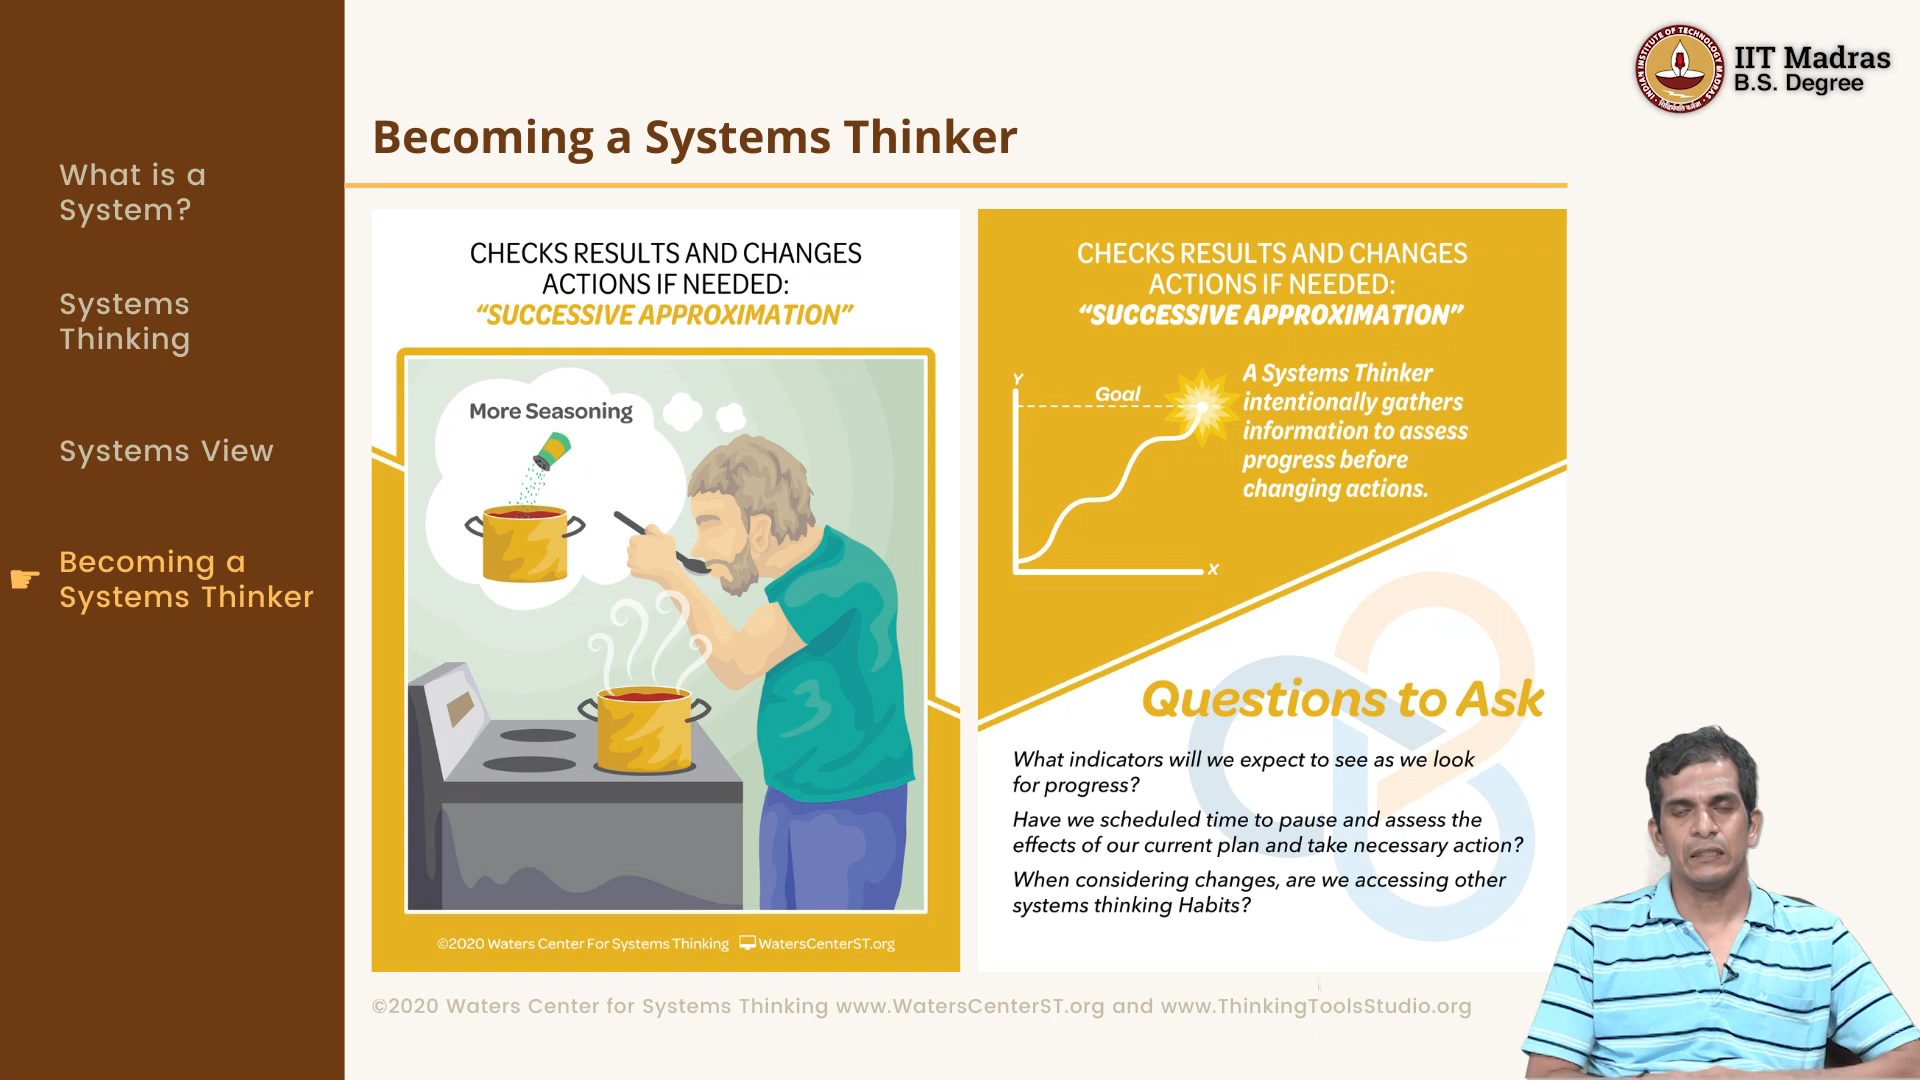 What is a
System?
Systems
Thinking
Systems View
Becoming a
Systems Thinker
IIT Madras
B.S. Degree
INDIAN INSTITUTE OF TECHNOLOGY MADRAS
Becoming a Systems Thinker
CHECKS RESULTS AND CHANGES
ACTIONS IF NEEDED:
“SUCCESSIVE APPROXIMATION”
More Seasoning
©2020 Waters Center For Systems Thinking WatersCenterST.org
CHECKS RESULTS AND CHANGES
ACTIONS IF NEEDED:
“SUCCESSIVE APPROXIMATION”
Y
Goal
X
A Systems Thinker
intentionally gathers
information to assess
progress before
changing actions.
Questions to Ask
What indicators will we expect to see as we look
for progress?
Have we scheduled time to pause and assess the
effects of our current plan and take necessary action?
When considering changes, are we accessing other
systems thinking Habits?
©2020 Waters Center for Systems Thinking www.WatersCenterST.org and www.ThinkingToolsStudio.org